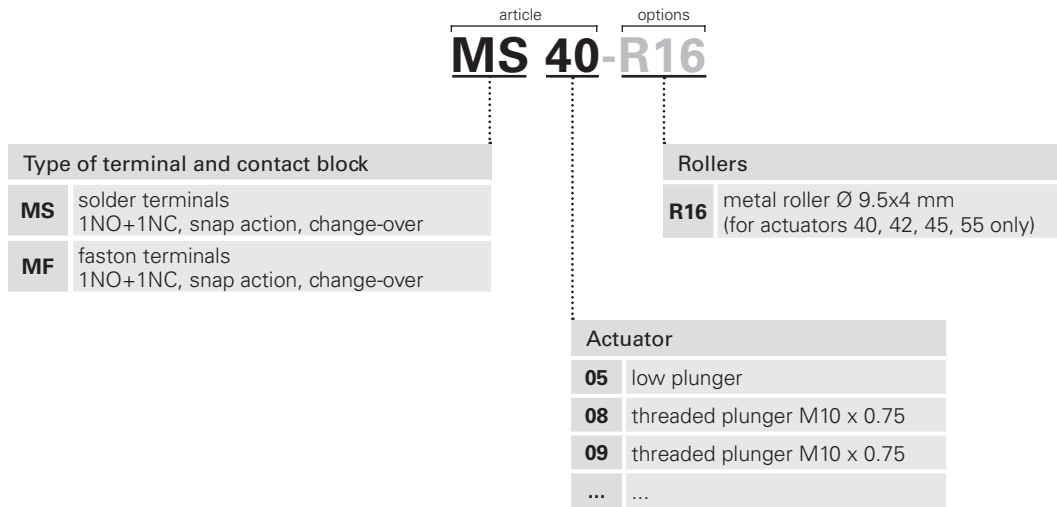 article options
MS 40-R16
Type of terminal and contact block
MS solder terminals
1NO+1NC, snap action, change-over
MF faston terminals
1NO+1NC, snap action, change-over
Rollers
R16 metal roller Ø 9.5x4 mm
(for actuators 40, 42, 45, 55 only)
Actuator
05 low plunger
08 threaded plunger M10 x 0.75
09 threaded plunger M10 x 0.75
... ...